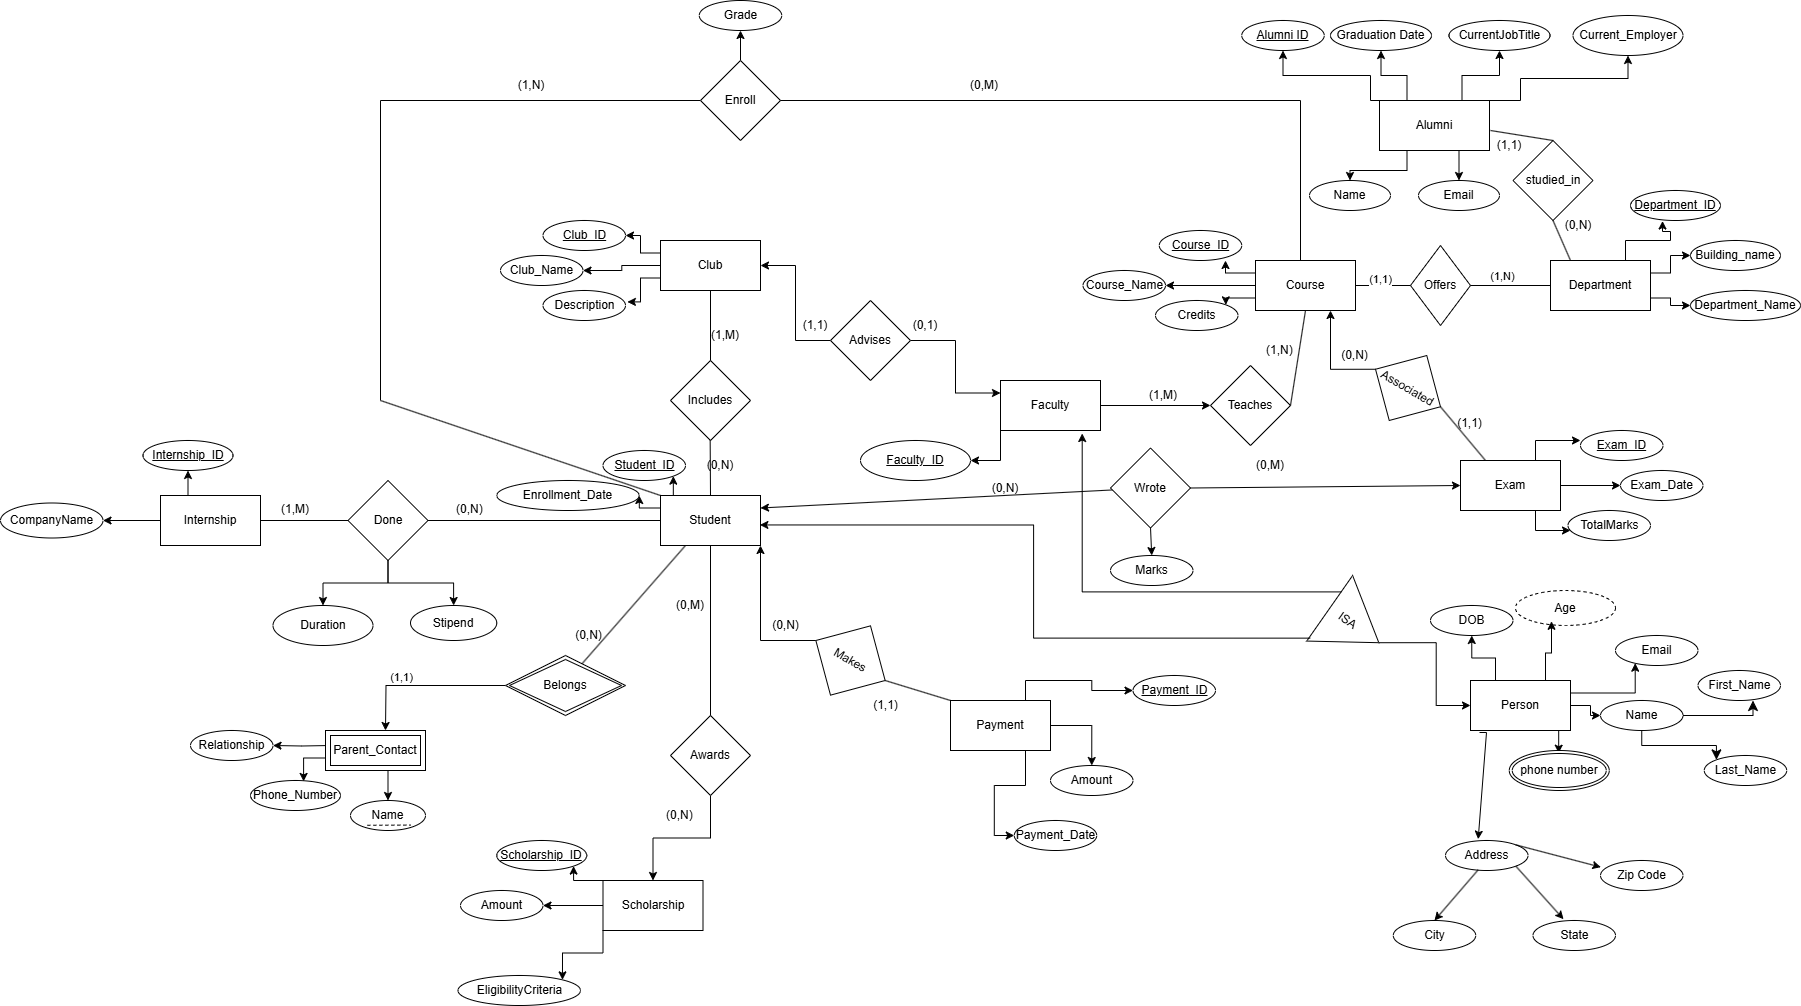 Grade
Alumni ID
Graduation Date
CurrentJobTitle
Current_Employer
(1,N)
Enroll
(0,M)
Alumni
(1,1)
studied_in
Name
Email
(0,N)
Department_ID
Club_ID
Club
Club_Name
Description
Course_ID
Course_Name
Course
Credits
(1,1)
Offers
(1,N)
Department
Building_name
Department_Name
(1,M)
(1,1)
Advises
(0,1)
(1,N)
(0,N)
Associated
Includes
Faculty
(1,M)
Teaches
(1,1)
Faculty_ID
Exam_ID
Internship_ID
Student_ID
(0,N)
(0,M)
Enrollment_Date
(0,N)
Wrote
Exam
Exam_Date
CompanyName
Internship
(1,M)
Done
(0,N)
Student
TotalMarks
Marks
Duration
Stipend
(0,M)
(0,N)
(0,N)
Makes
ISA
DOB
Age
Email
(1,1)
Belongs
(1,1)
Payment_ID
First_Name
Person
Name
Relationship
Parent_Contact
Awards
Payment
Phone_Number
Name
Amount
phone number
Last_Name
(0,N)
Payment_Date
Scholarship_ID
Address
Zip Code
Amount
Scholarship
City
State
EligibilityCriteria